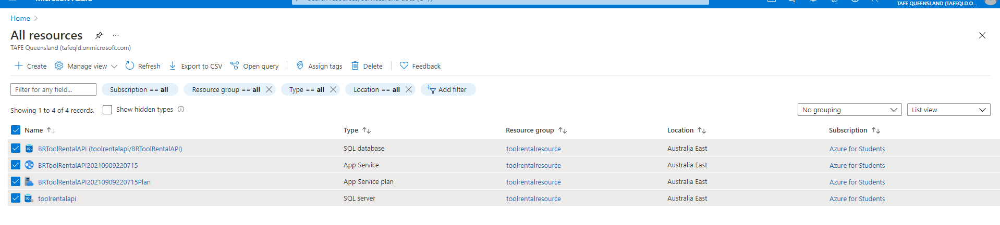 TAFE QUEENSLAND (TAFEQLD.O...
Home
All resources
TAFE Queensland (tafeqld.onmicrosoft.com)
Create Manage view Refresh Export to CSV Open query Assign tags Delete Feedback
Filter for any field... Subscription == all Resource group == all Type == all Location == all Add filter
Showing 1 to 4 of 4 records. Show hidden types No grouping List view
Name Type Resource group Location Subscription
BRToolRentalAPI (toolrentalapi/BRToolRentalAPI) SQL database toolrentalresource Australia East Azure for Students
BRToolRentalAPI20210909220715 App Service toolrentalresource Australia East Azure for Students
BRToolRentalAPI20210909220715Plan App Service plan toolrentalresource Australia East Azure for Students
toolrentalapi SQL server toolrentalresource Australia East Azure for Students